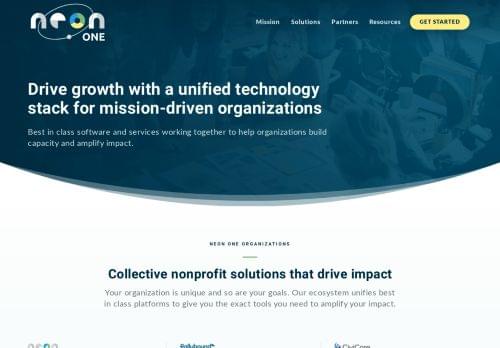 neon
ONE
Mission Solutions Partners Resources GET STARTED
Drive growth with a unified technology
stack for mission-driven organizations
Best in class software and services working together to help organizations build
capacity and amplify impact.
NEON ONE ORGANIZATIONS
Collective nonprofit solutions that drive impact
Your organization is unique and so are your goals. Our ecosystem unifies best
in class platforms to give you the exact tools you need to amplify your impact.
neon Rallybound CiviCore